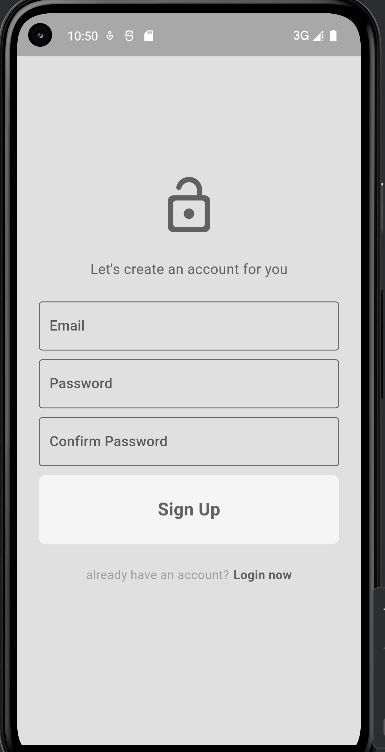 10:50 3G
Let's create an account for you
Email
Password
Confirm Password
Sign Up
already have an account? Login now